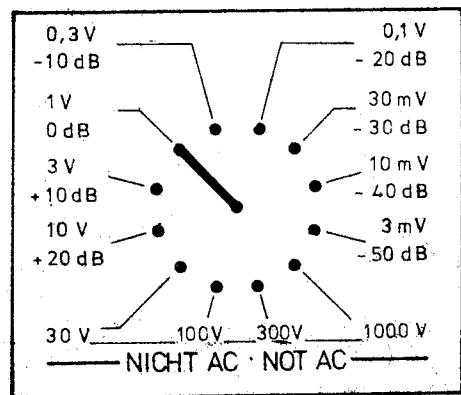 0,3 V
-10 dB
0,1 V
- 20 dB
1 V
0 dB
30 mV
- 30 dB
3 V
+10 dB
10 mV
- 40 dB
10 V
+20 dB
3 mV
-50 dB
30 V
100V
300V
1000 V
NICHT AC · NOT AC